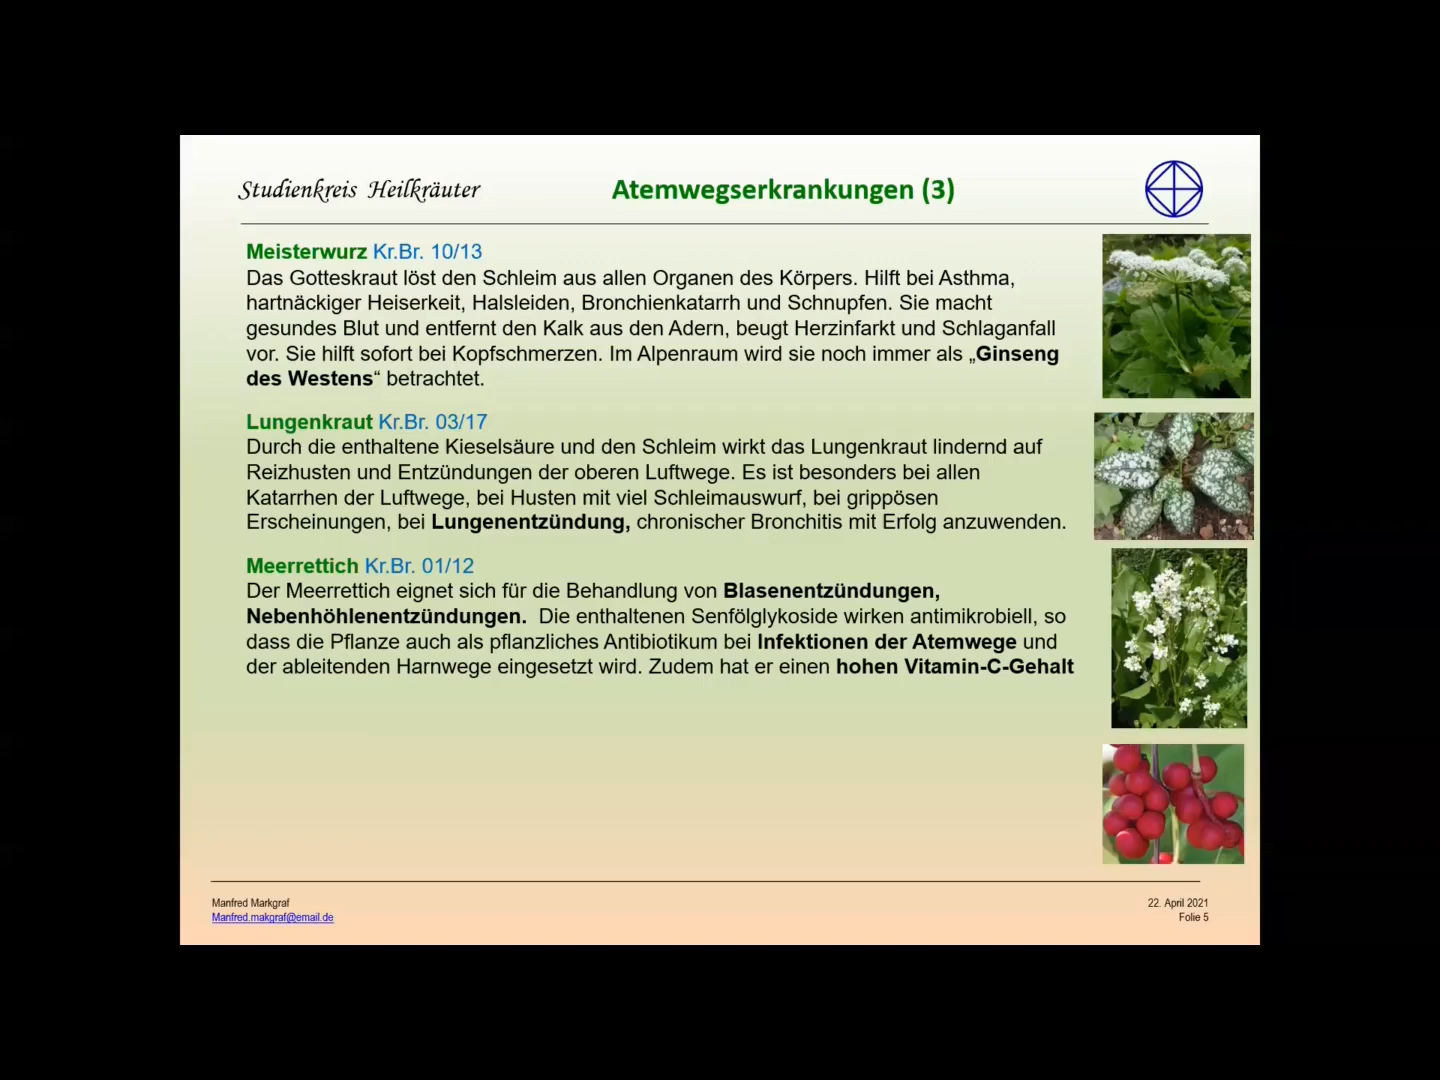 Studienkreis Heilkräuter
Atemwegserkrankungen (3)
Meisterwurz Kr.Br. 10/13
Das Gotteskraut löst den Schleim aus allen Organen des Körpers. Hilft bei Asthma,
hartnäckiger Heiserkeit, Halsleiden, Bronchienkatarrh und Schnupfen. Sie macht
gesundes Blut und entfernt den Kalk aus den Adern, beugt Herzinfarkt und Schlaganfall
vor. Sie hilft sofort bei Kopfschmerzen. Im Alpenraum wird sie noch immer als „Ginseng
des Westens“ betrachtet.
Lungenkraut Kr.Br. 03/17
Durch die enthaltene Kieselsäure und den Schleim wirkt das Lungenkraut lindernd auf
Reizhusten und Entzündungen der oberen Luftwege. Es ist besonders bei allen
Katarrhen der Luftwege, bei Husten mit viel Schleimauswurf, bei grippösen
Erscheinungen, bei Lungenentzündung, chronischer Bronchitis mit Erfolg anzuwenden.
Meerrettich Kr.Br. 01/12
Der Meerrettich eignet sich für die Behandlung von Blasenentzündungen,
Nebenhöhlenentzündungen. Die enthaltenen Senfölglykoside wirken antimikrobiell, so
dass die Pflanze auch als pflanzliches Antibiotikum bei Infektionen der Atemwege und
der ableitenden Harnwege eingesetzt wird. Zudem hat er einen hohen Vitamin-C-Gehalt
Manfred Markgraf
Manfred.makgraf@email.de
22. April 2021
Folie 5